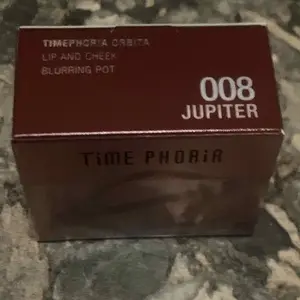 TIMEPHORIA ORBITA
LIP AND CHEEK
BLURRING POT
008
JUPITER
TiME PHORiA